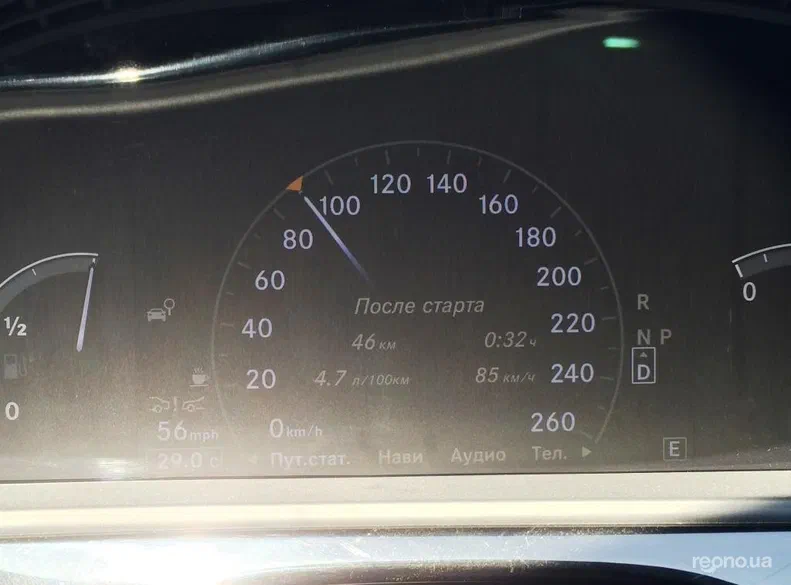 120 140
100 160
80 180
60 200
40 220
20 240
0 km/h 260
½
0
После старта
46 км 0:32 ч
4.7 л/100км 85 км/ч
R
N P
D
0
56 mph
29.0 c
Пут.стат. Нави Аудио Тел.
E
reono.ua